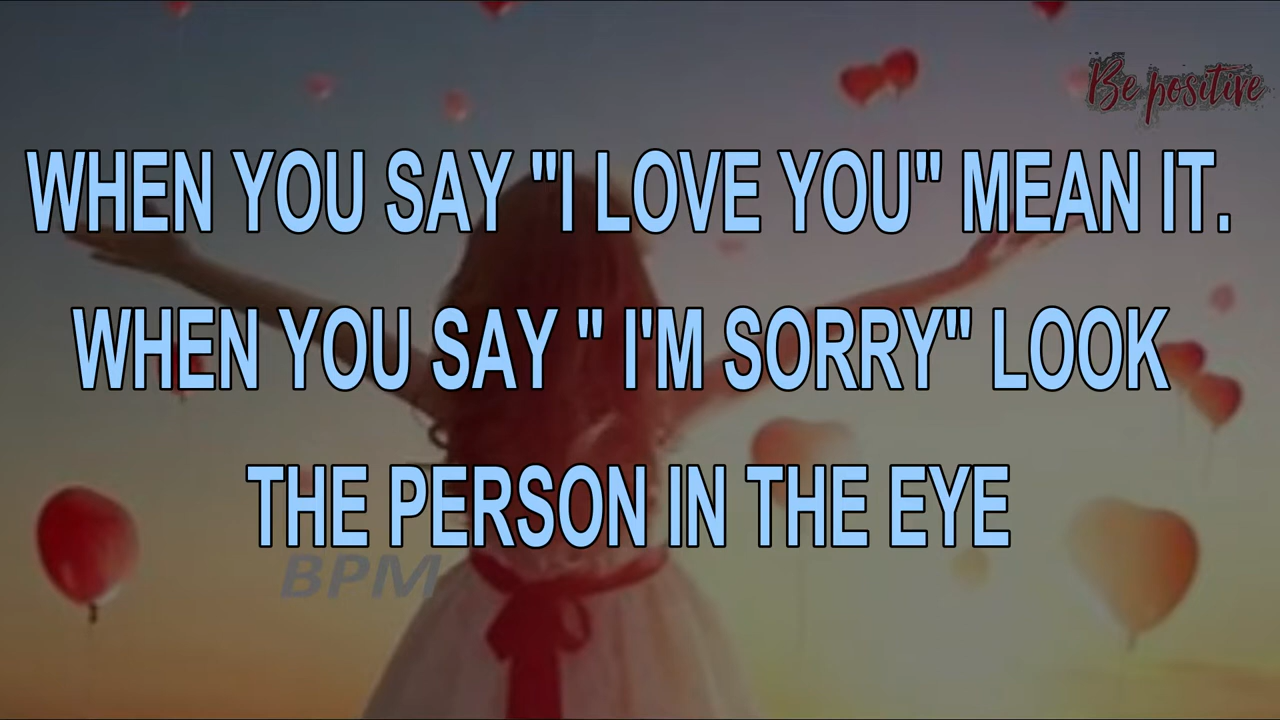 Be positive
WHEN YOU SAY "I LOVE YOU" MEAN IT.
WHEN YOU SAY " I'M SORRY" LOOK
THE PERSON IN THE EYE
BPM